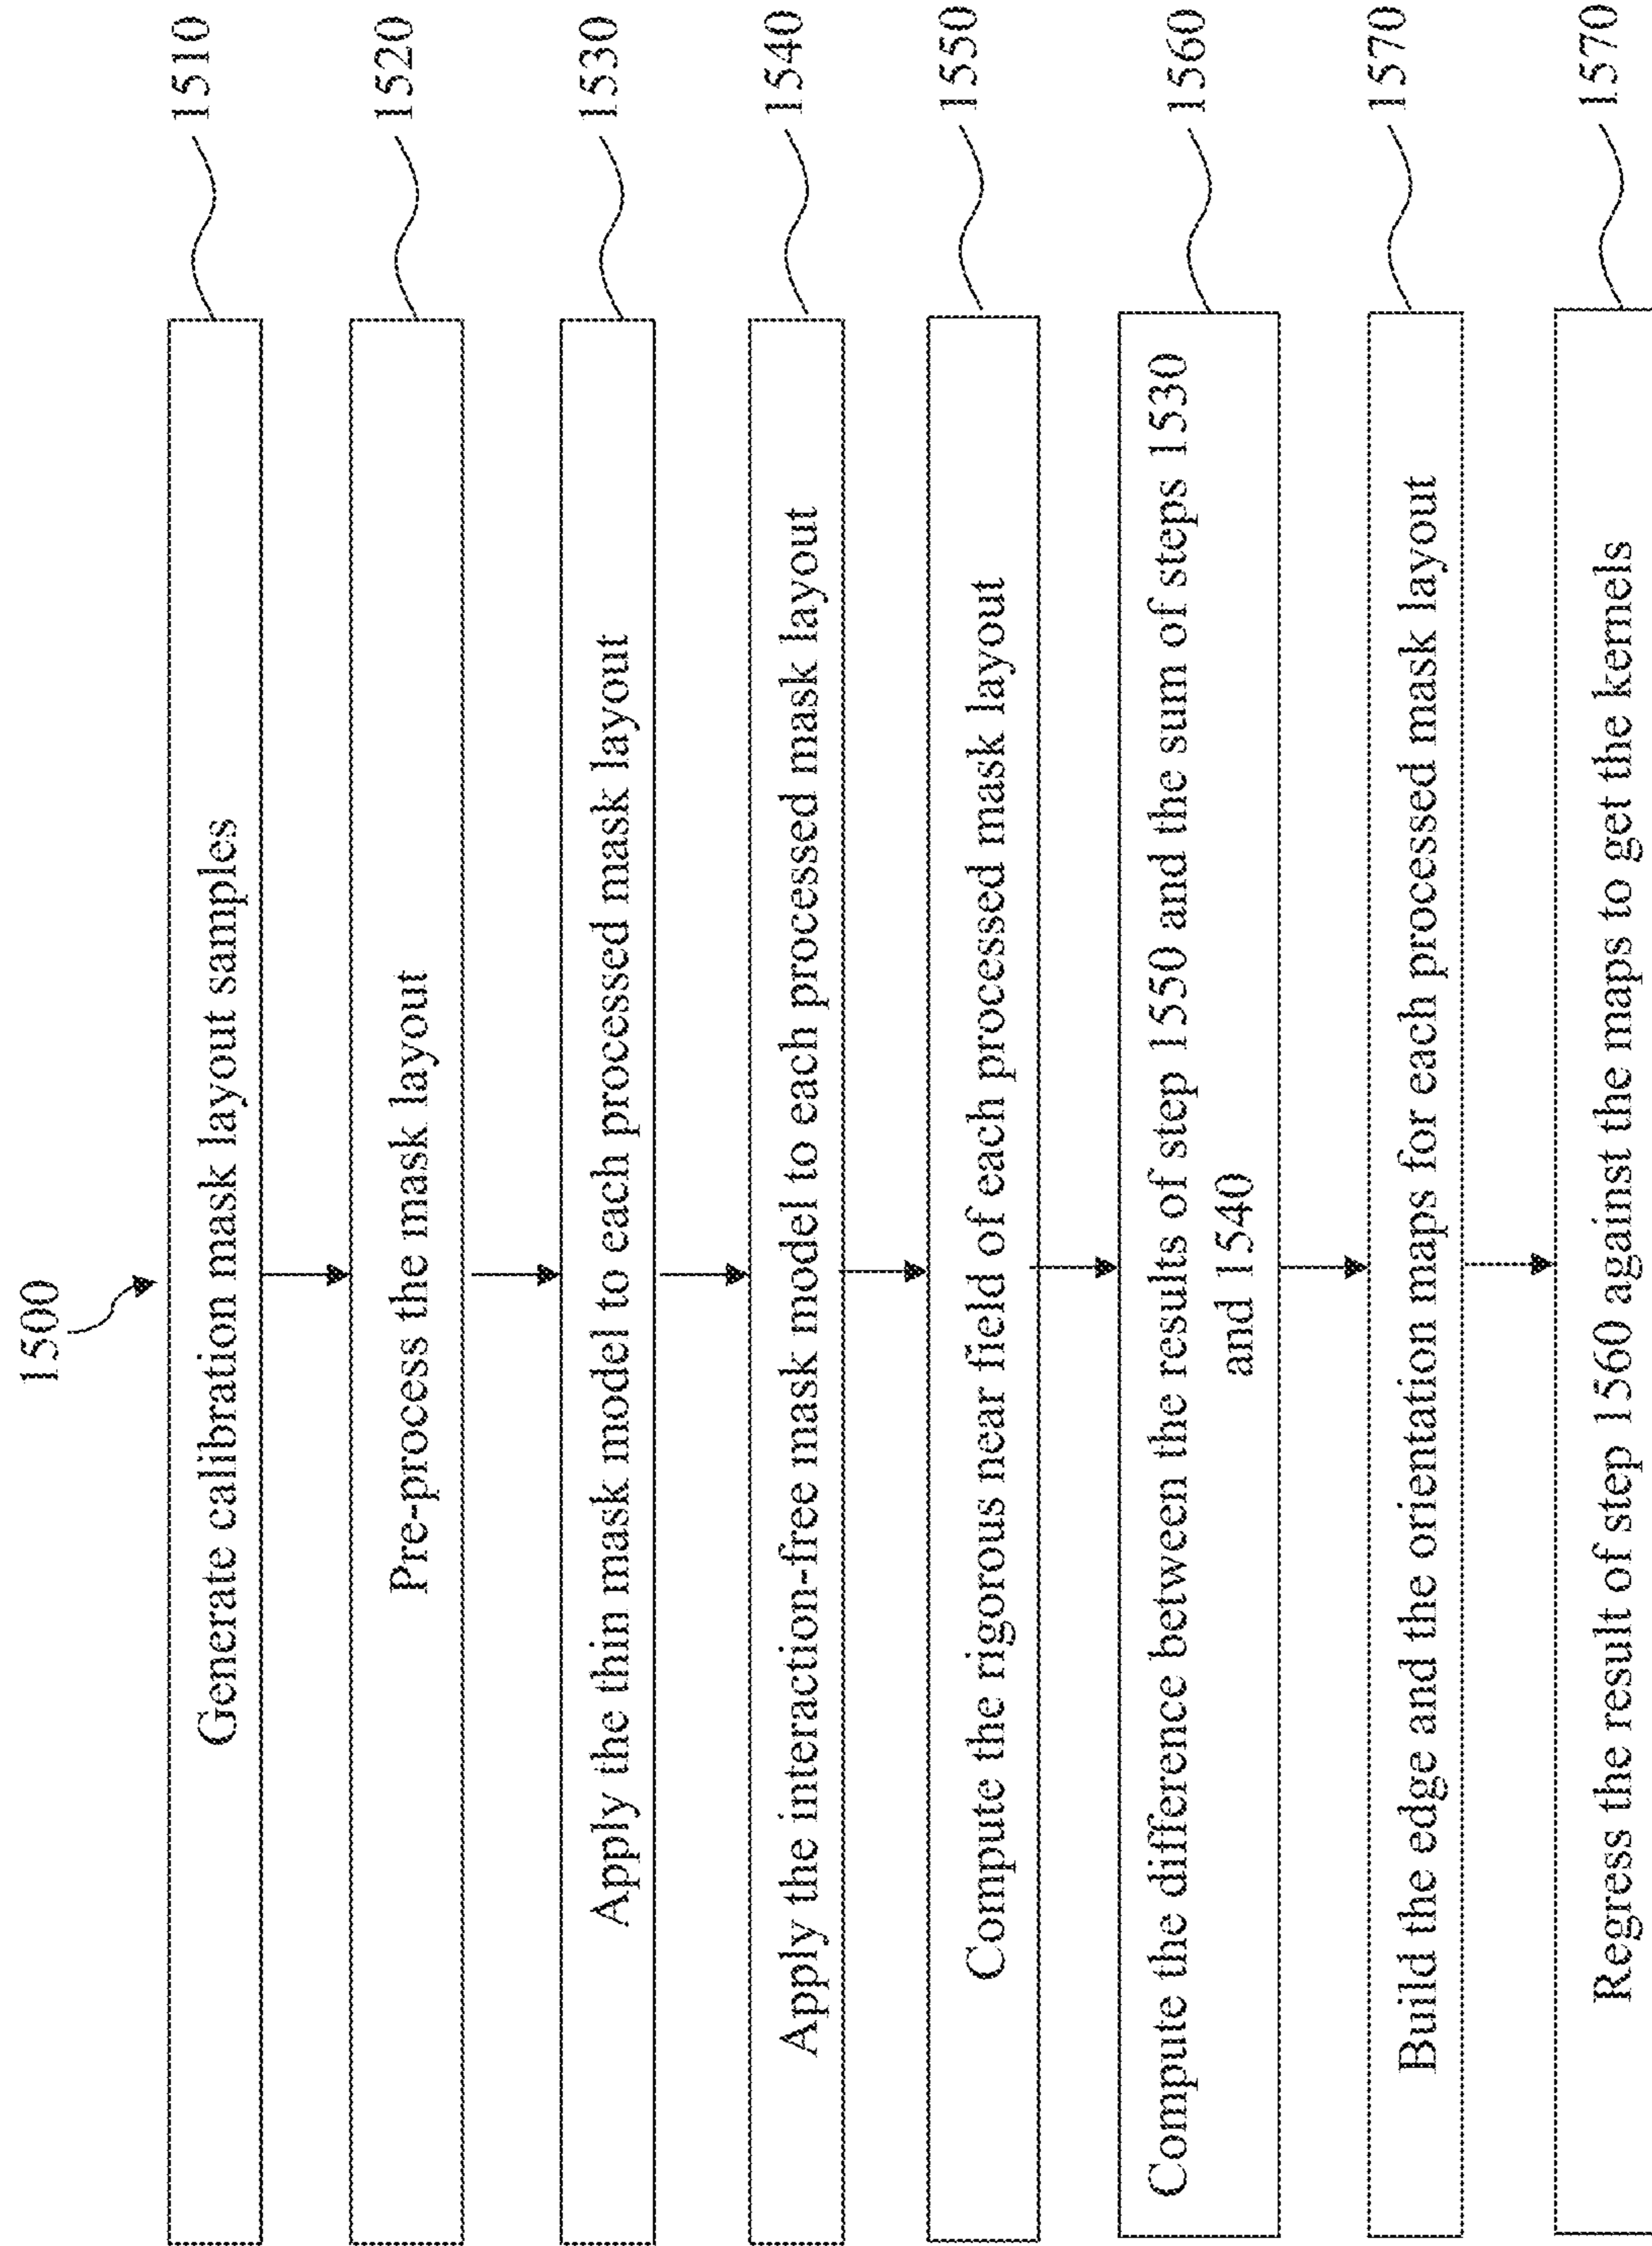 1500
Generate calibration mask layout samples
1510
Pre-process the mask layout
1520
Apply the thin mask model to each processed mask layout
1530
Apply the interaction-free mask model to each processed mask layout
1540
Compute the rigorous near field of each processed mask layout
1550
Compute the difference between the results of step 1550 and the sum of steps 1530
and 1540
1560
Build the edge and the orientation maps for each processed mask layout
1570
Regress the result of step 1560 against the maps to get the kernels
1570